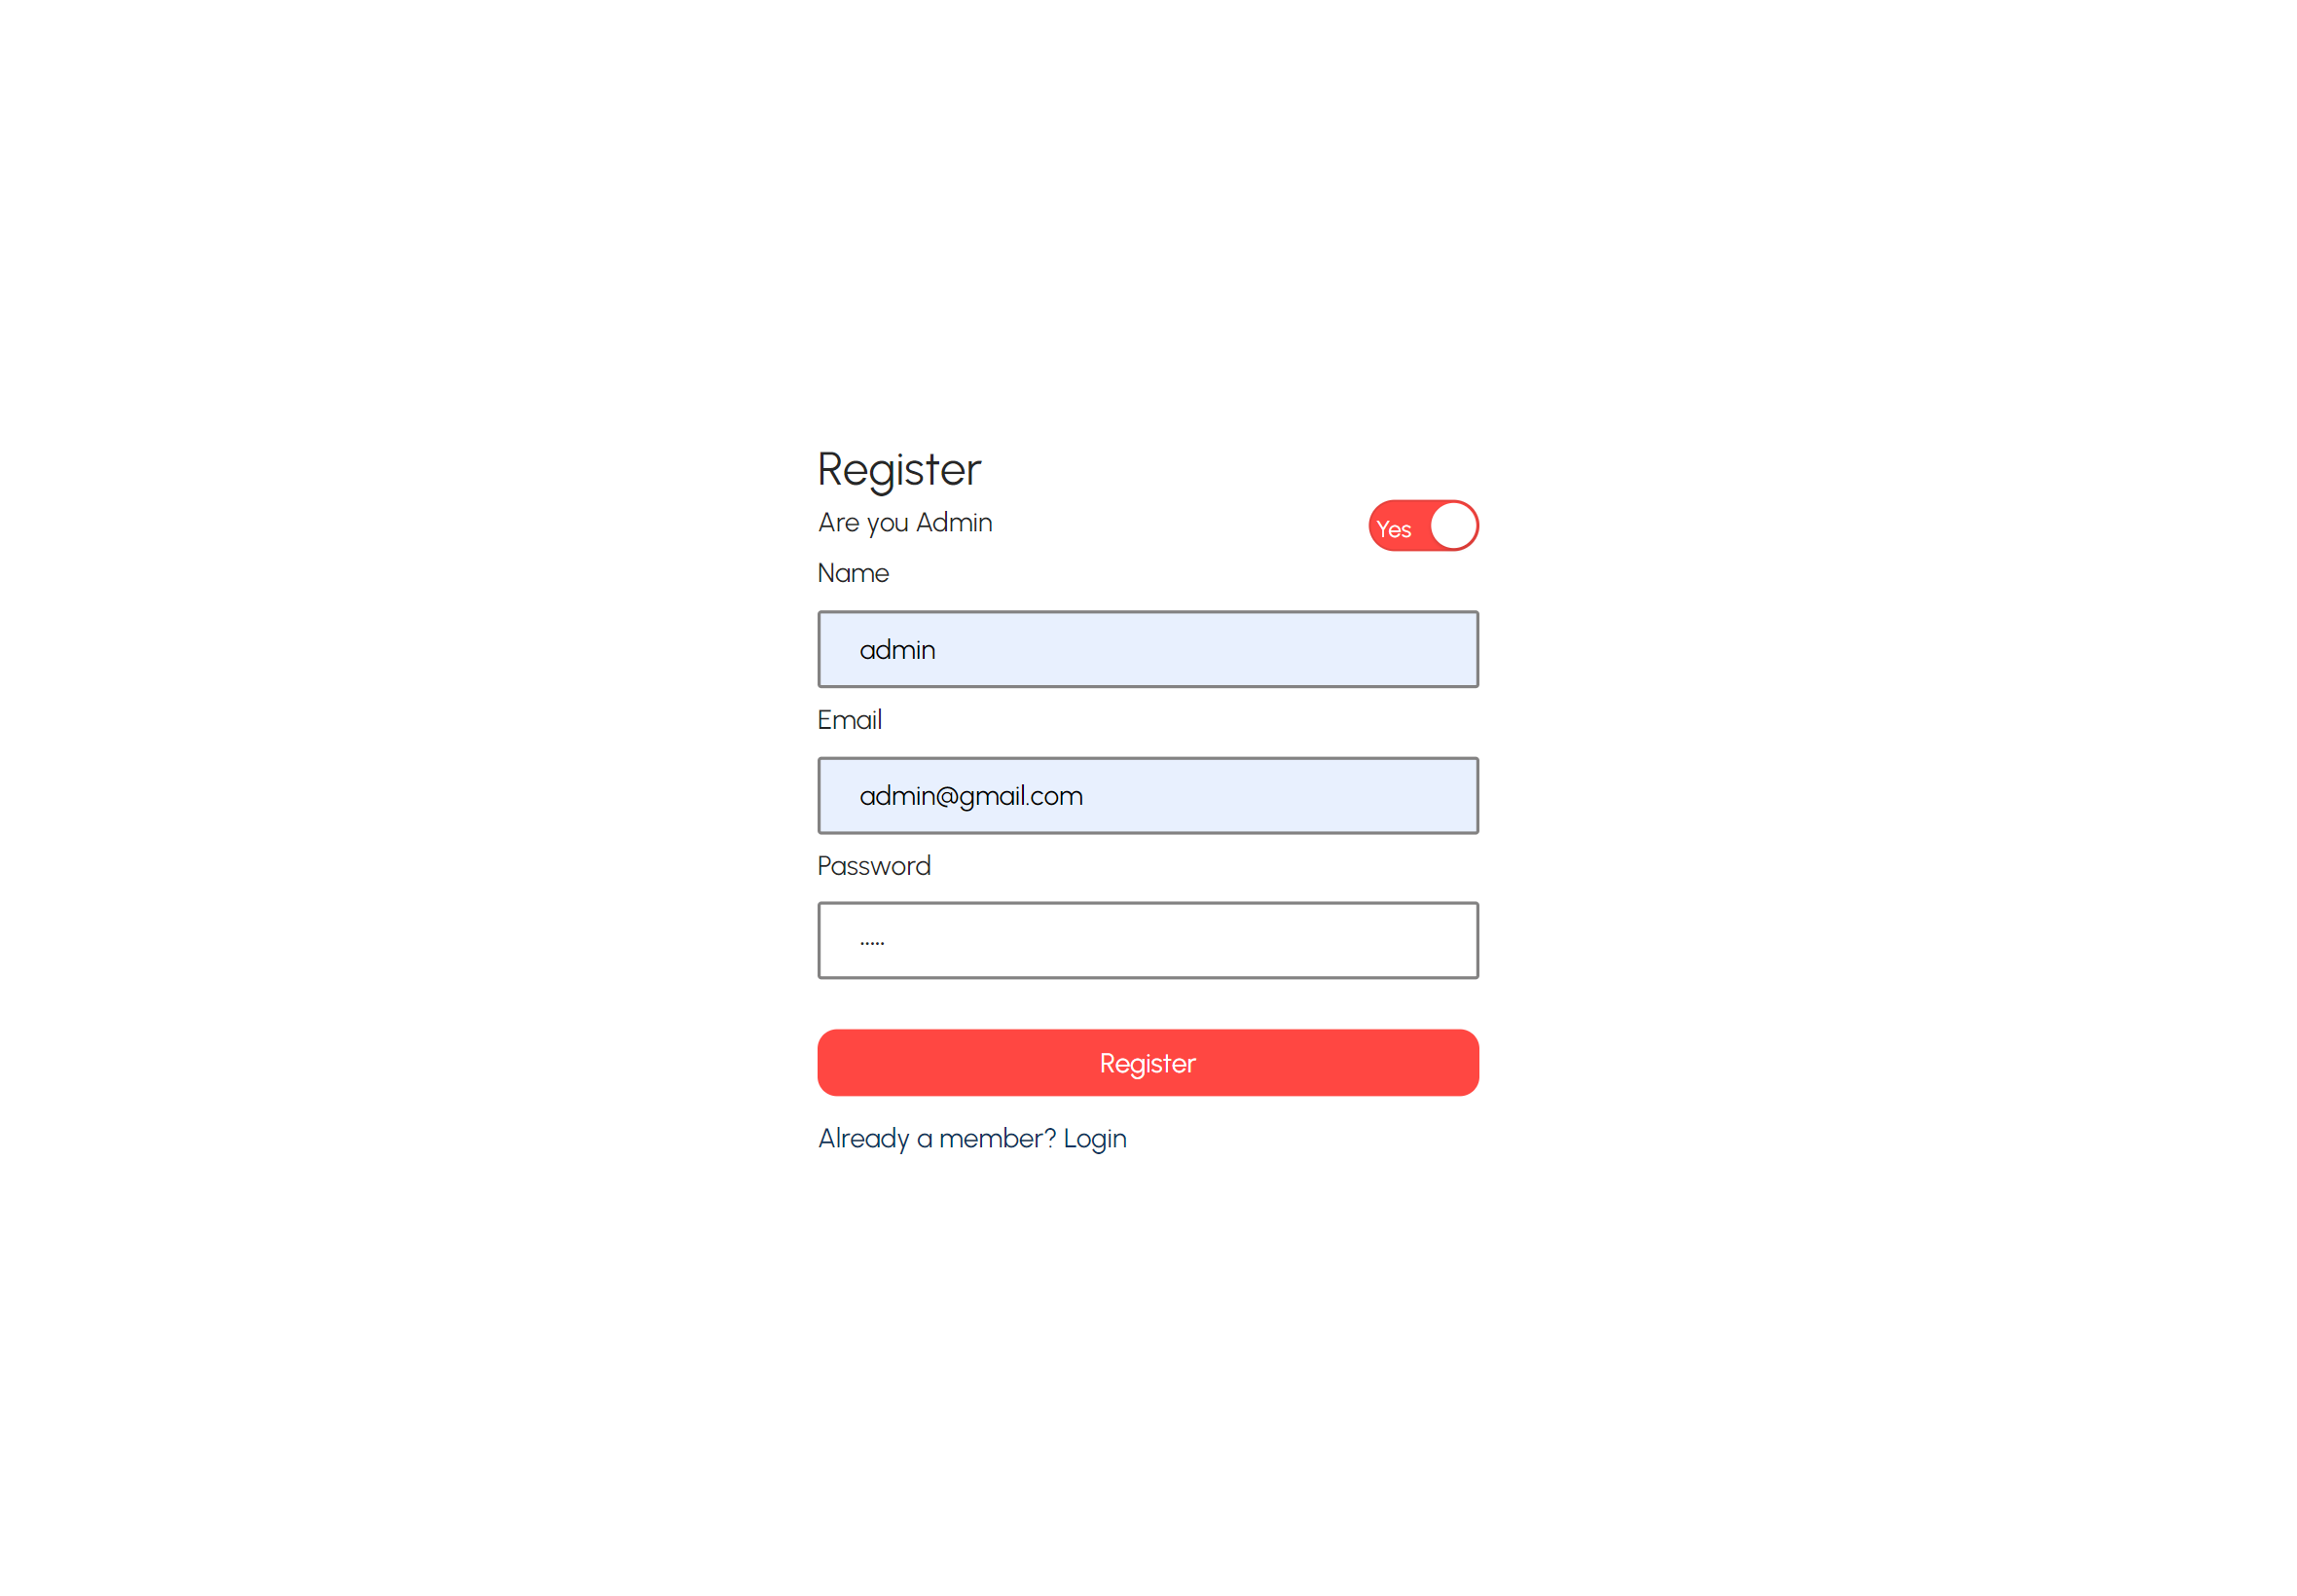 Register
Are you Admin
Yes
Name
admin
Email
admin@gmail.com
Password
•••••
Register
Already a member? Login